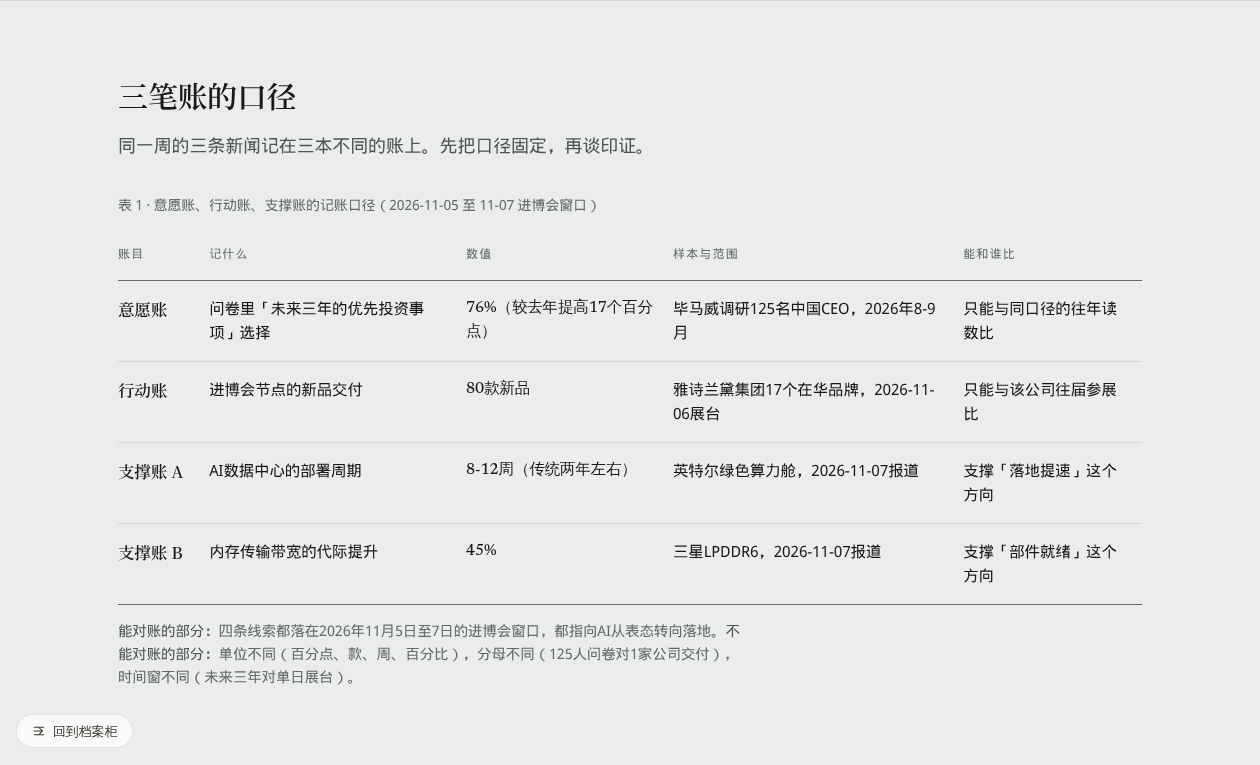 三笔账的口径
同一周的三条新闻记在三本不同的账上。先把口径固定，再谈印证。
表 1 · 意愿账、行动账、支撑账的记账口径（2026-11-05 至 11-07 进博会窗口）
账目 记什么 数值 样本与范围 能和谁比
意愿账 问卷里「未来三年的优先投资事 76%（较去年提高17个百分 毕马威调研125名中国CEO，2026年8-9 只能与同口径的往年读
项」选择 点） 月 数比
行动账 进博会节点的新品交付 80款新品 雅诗兰黛集团17个在华品牌，2026-11- 只能与该公司往届参展
06展台 比
支撑账 A AI数据中心的部署周期 8-12周（传统两年左右） 英特尔绿色算力舱，2026-11-07报道 支撑「落地提速」这个
方向
支撑账 B 内存传输带宽的代际提升 45% 三星LPDDR6，2026-11-07报道 支撑「部件就绪」这个
方向
能对账的部分：四条线索都落在2026年11月5日至7日的进博会窗口，都指向AI从表态转向落地。不
能对账的部分：单位不同（百分点、款、周、百分比），分母不同（125人问卷对1家公司交付），
时间窗不同（未来三年对单日展台）。
回到档案柜